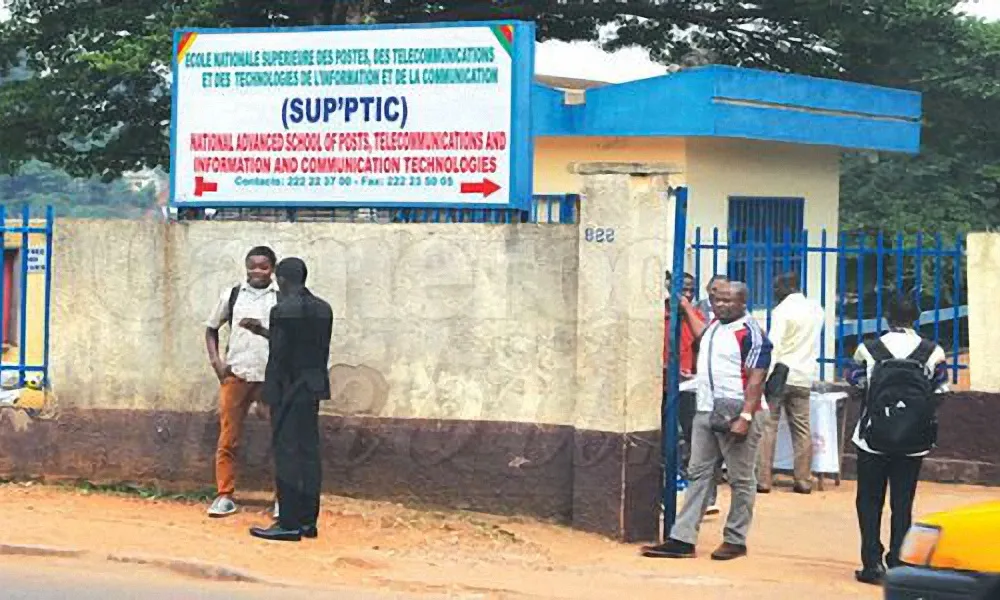 ECOLE NATIONALE SUPERIEURE DES POSTES, DES TELECOMMUNICATIONS
ET DES TECHNOLOGIES DE L'INFORMATION ET DE LA COMMUNICATION
(SUP'PTIC)
NATIONAL ADVANCED SCHOOL OF POSTS, TELECOMMUNICATIONS AND
INFORMATION AND COMMUNICATION TECHNOLOGIES
Contacts: 222 22 37 00 - Fax: 222 23 50 05